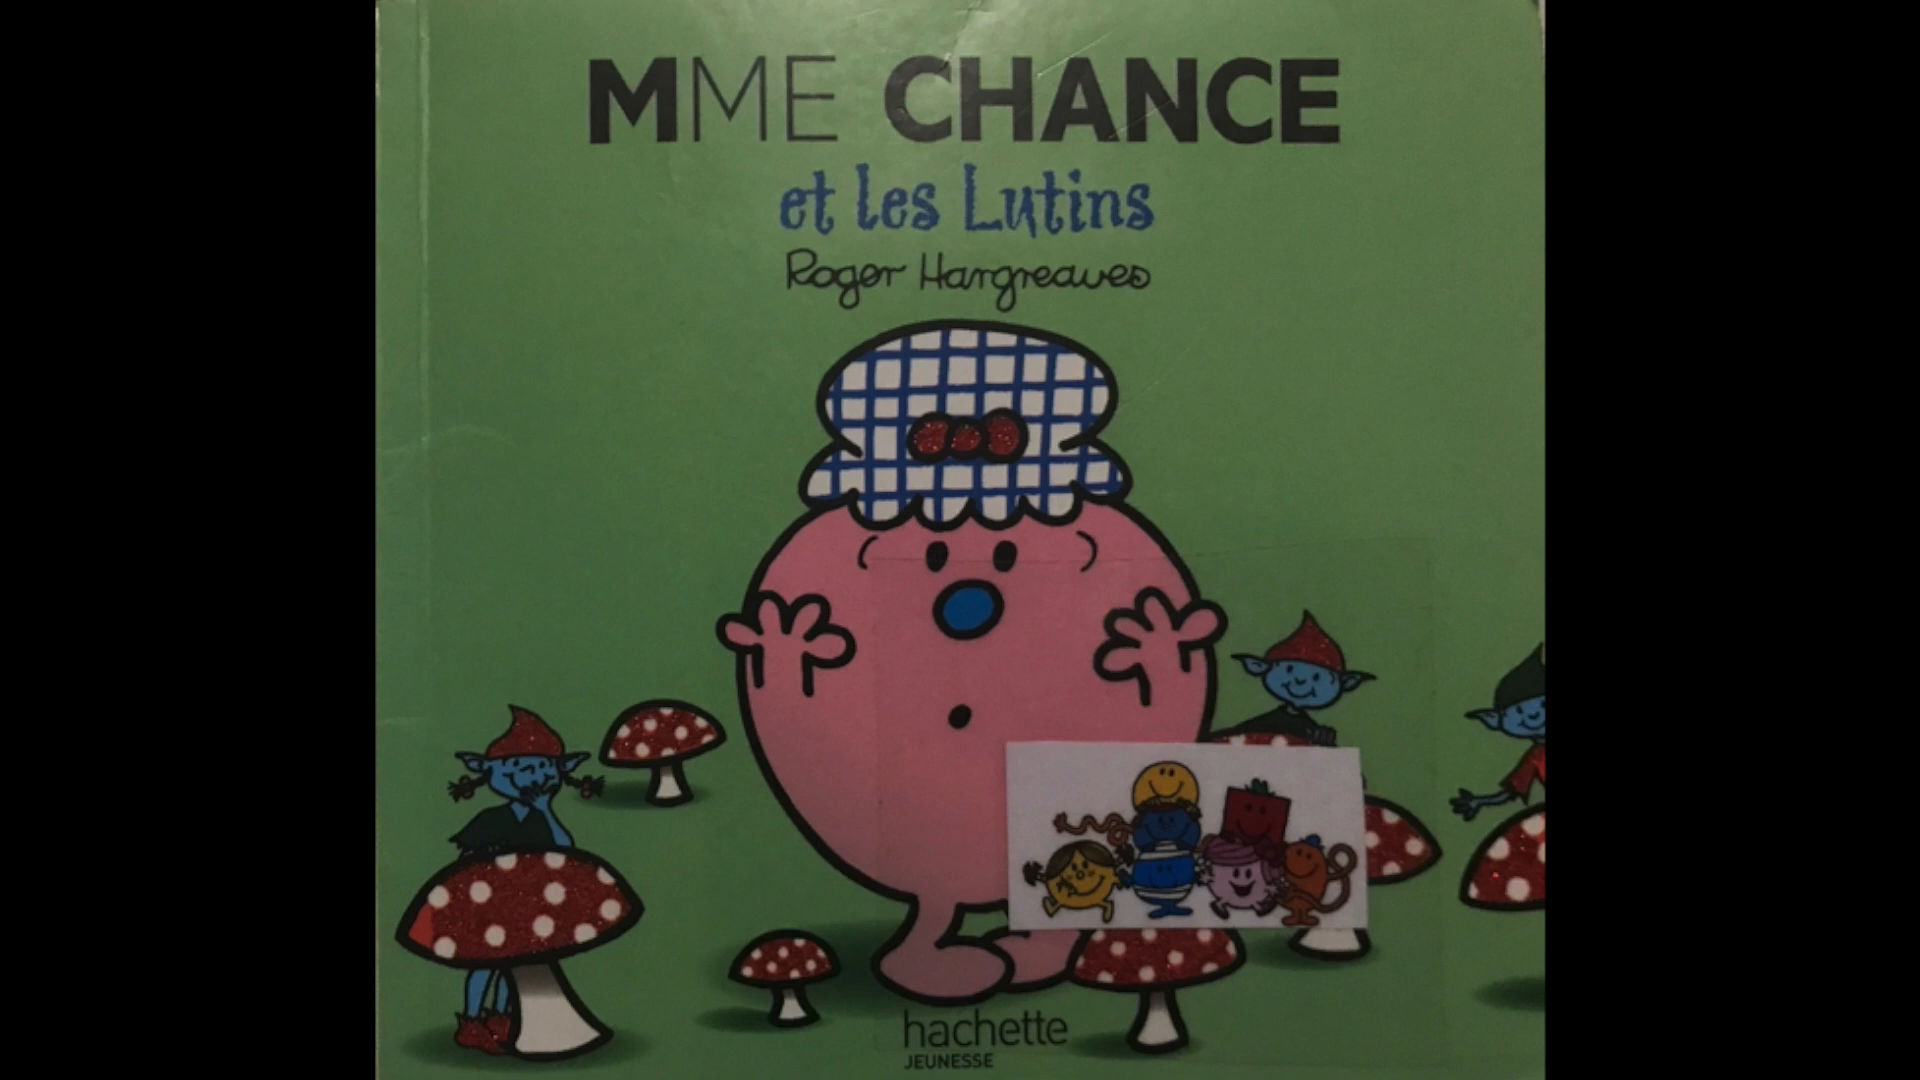 MME CHANCE
et les Lutins
Roger Hargreaves
hachette
JEUNESSE